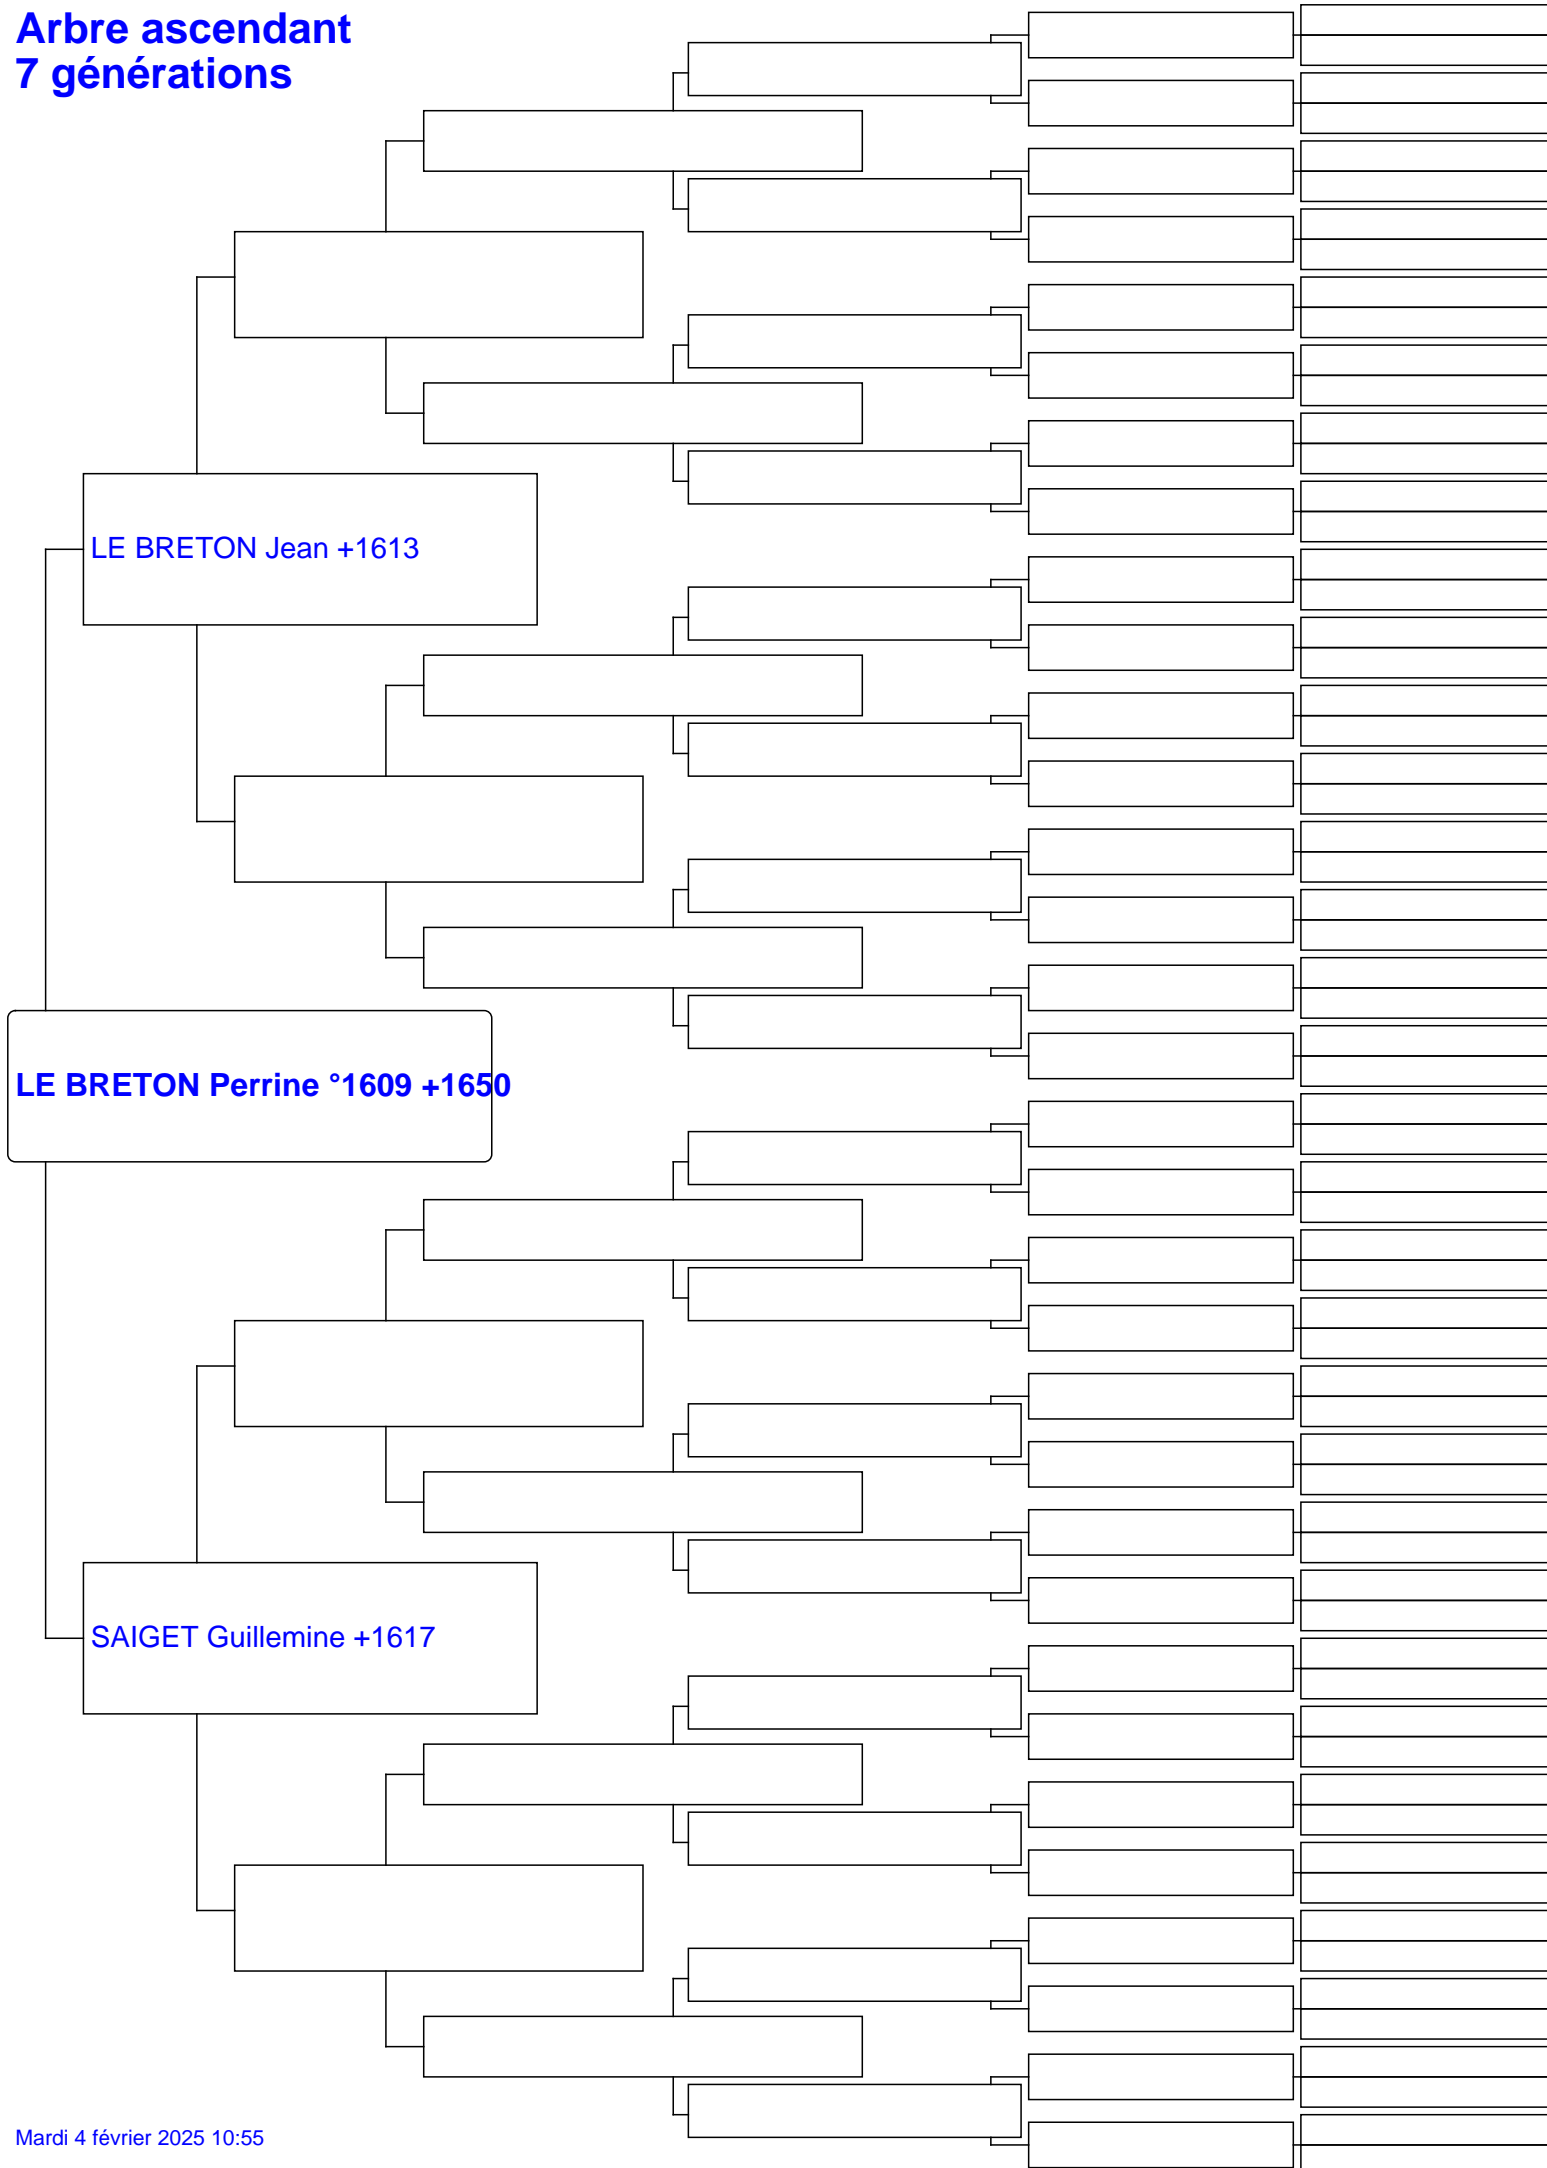 Arbre ascendant
7 générations
LE BRETON Jean +1613
LE BRETON Perrine °1609 +1650
SAIGET Guillemine +1617
Mardi 4 février 2025 10:55